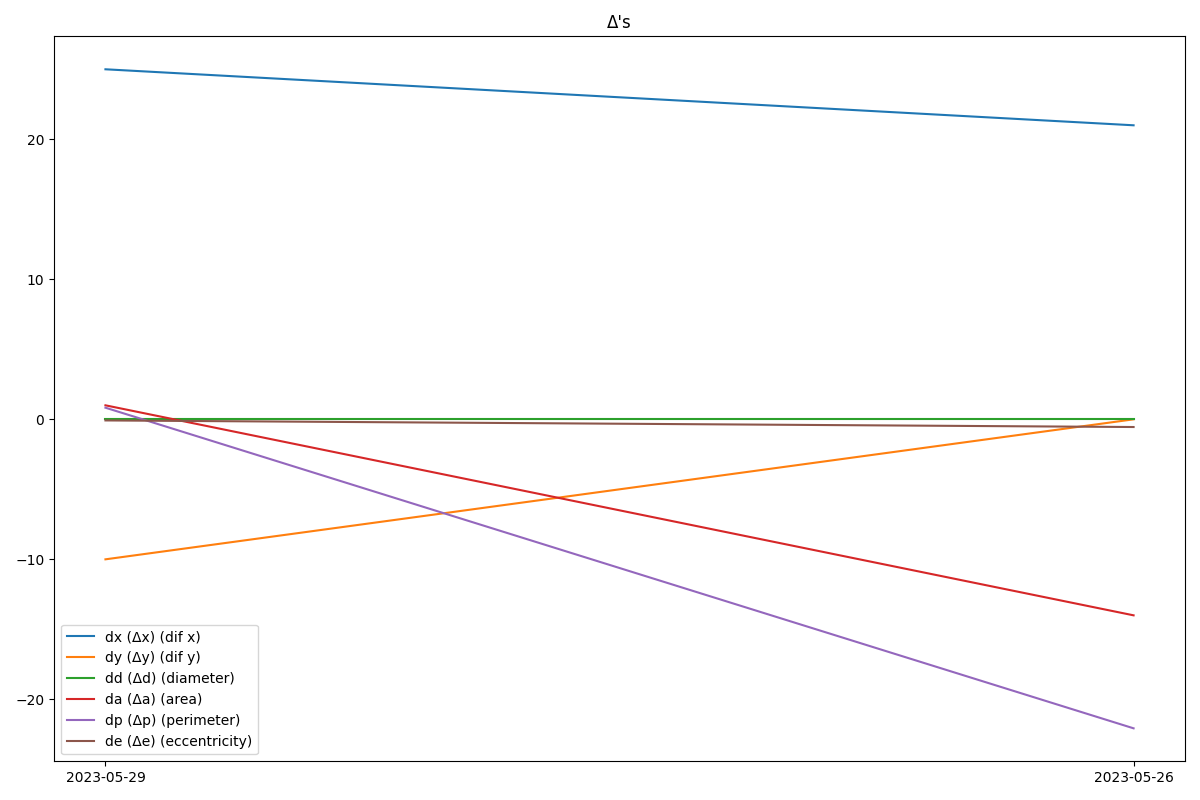 Δ's
20
10
0
−10
−20
dx (Δx) (dif x)
dy (Δy) (dif y)
dd (Δd) (diameter)
da (Δa) (area)
dp (Δp) (perimeter)
de (Δe) (eccentricity)
2023-05-29
2023-05-26